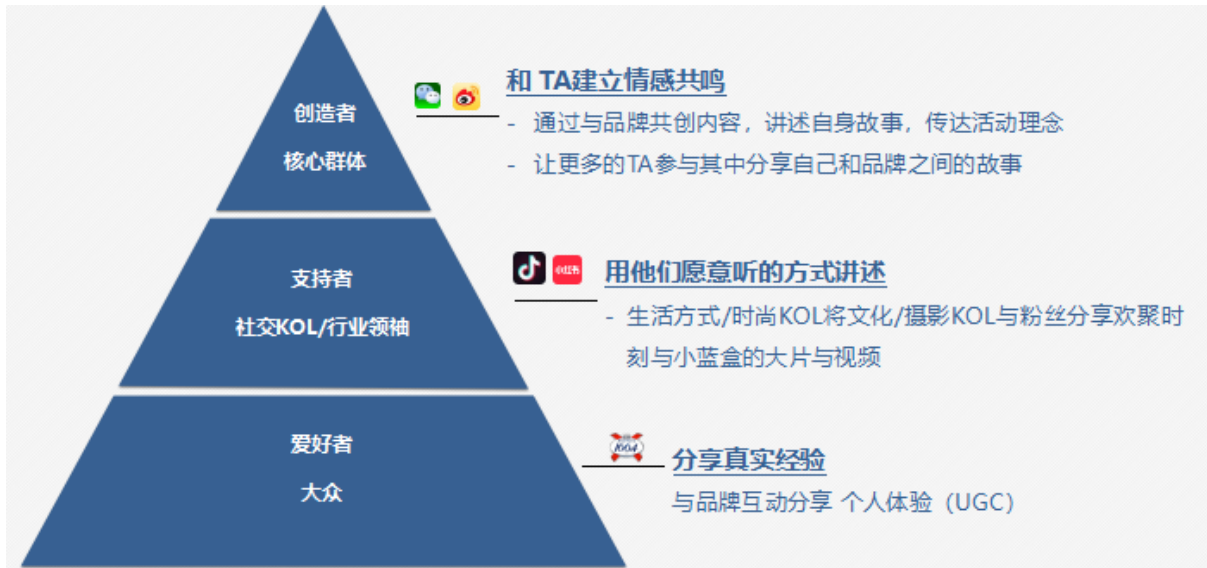 创造者
核心群体
和 TA建立情感共鸣
- 通过与品牌共创内容，讲述自身故事，传达活动理念
- 让更多的TA参与其中分享自己和品牌之间的故事
支持者
社交KOL/行业领袖
小红书
用他们愿意听的方式讲述
- 生活方式/时尚KOL将文化/摄影KOL与粉丝分享欢聚时
刻与小蓝盒的大片与视频
爱好者
大众
1664
分享真实经验
与品牌互动分享 个人体验（UGC）